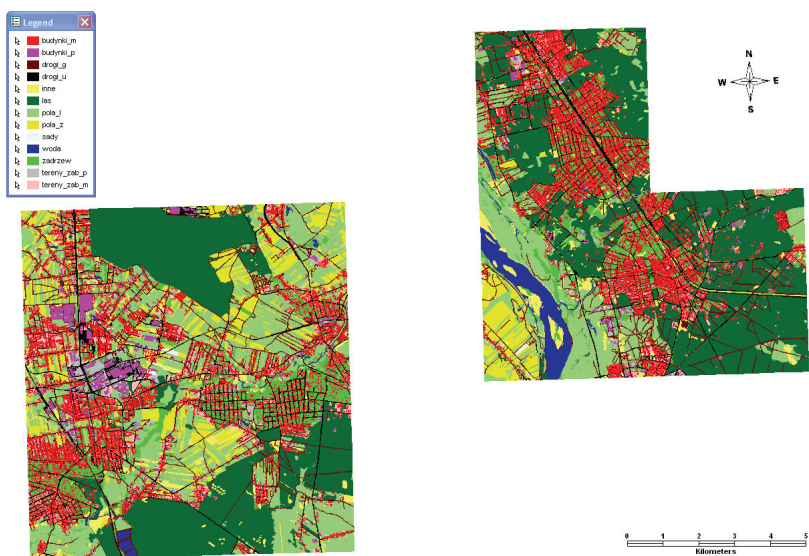 Legend
budynki_m
budynki_p
drogi_g
drogi_u
inne
las
pola_l
pola_z
sady
woda
zadrzew
tereny_zab_p
tereny_zab_m
N
W E
S
0 1 2 3 4 5
Kilometers